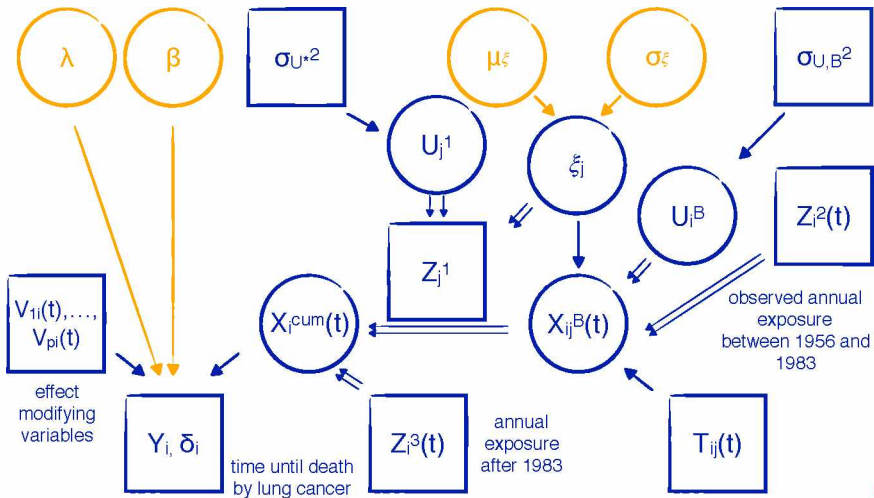 λ
β
σU*²
μξ
σξ
σU,B²
Uj¹
ξj
UiB
Zi²(t)
Zj¹
V1i(t),...,
Vpi(t)
Xicum(t)
XijB(t)
observed annual
exposure
between 1956 and
1983
effect
modifying
variables
Yi, δi
time until death
by lung cancer
Zi³(t)
annual
exposure
after 1983
Tij(t)